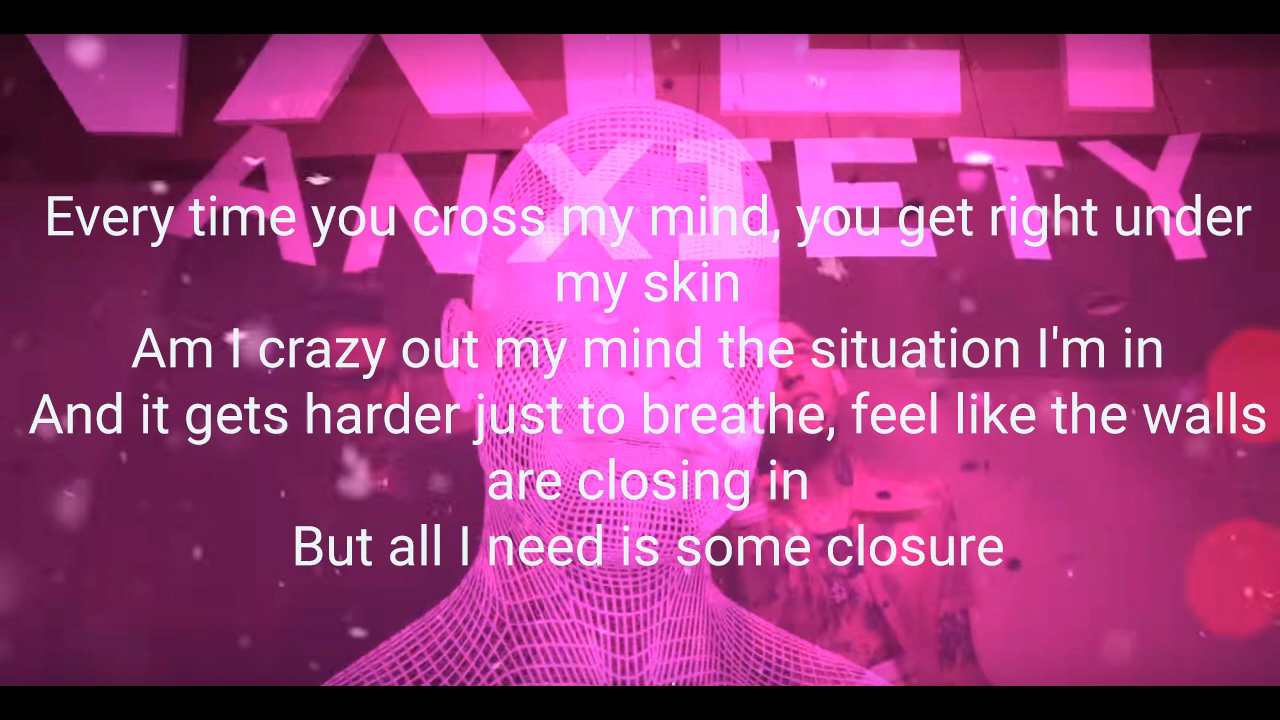 ANXIETY
Every time you cross my mind, you get right under
my skin
Am I crazy out my mind the situation I'm in
And it gets harder just to breathe, feel like the walls
are closing in
But all I need is some closure